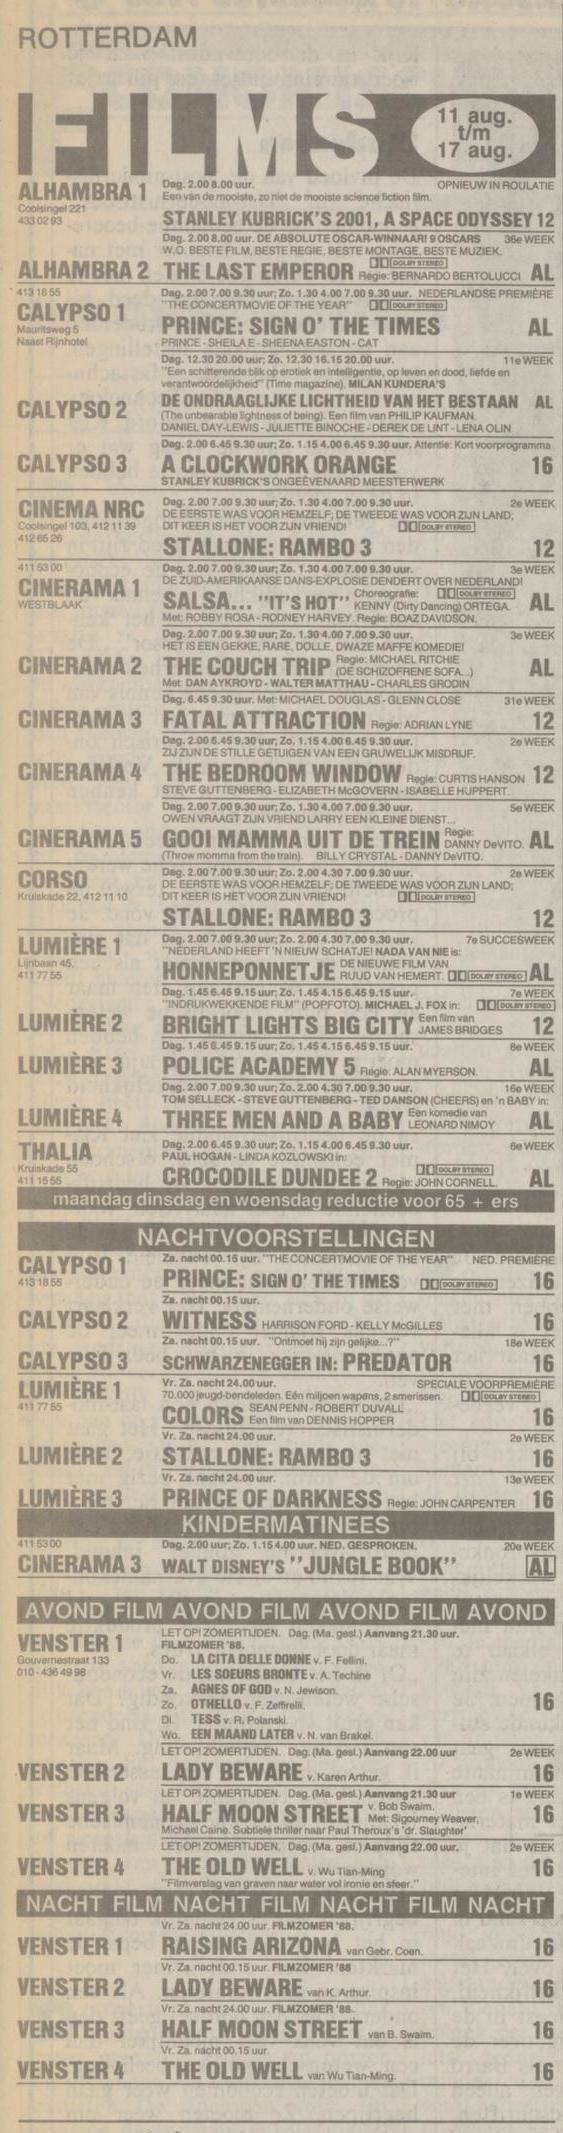 ROTTERDAM
FILMS
11 aug.
t/m
17 aug.
ALHAMBRA 1
Coolsingel 221
433 02 93
Dag. 2.00 8.00 uur. OPNIEUW IN ROULATIE
Een van de mooiste, zo niet de mooiste science fiction film.
STANLEY KUBRICK'S 2001, A SPACE ODYSSEY 12
Dag. 2.00 8.00 uur. DE ABSOLUTE OSCAR-WINNAAR! 9 OSCARS 36e WEEK
W.O. BESTE FILM, BESTE REGIE, BESTE MONTAGE, BESTE MUZIEK.
DOLBY STEREO
ALHAMBRA 2 THE LAST EMPEROR Regie: BERNARDO BERTOLUCCI AL
413 18 55
CALYPSO 1
Mauritsweg 5
Naast Rijnhotel
Dag. 2.00 7.00 9.30 uur; Zo. 1.30 4.00 7.00 9.30 uur. NEDERLANDSE PREMIÈRE
"THE CONCERTMOVIE OF THE YEAR" DOLBY STEREO
PRINCE: SIGN O' THE TIMES AL
PRINCE - SHEILA E - SHEENA EASTON - CAT
Dag. 12.30 20.00 uur; Zo. 12.30 16.15 20.00 uur. 11e WEEK
"Een schitterende blik op erotiek en intelligentie, op leven en dood, liefde en
verantwoordelijkheid" (Time magazine). MILAN KUNDERA'S
CALYPSO 2 DE ONDRAAGLIJKE LICHTHEID VAN HET BESTAAN AL
(The unbearable lightness of being). Een film van PHILIP KAUFMAN.
DANIEL DAY-LEWIS - JULIETTE BINOCHE - DEREK DE LINT - LENA OLIN
Dag. 2.00 6.45 9.30 uur; Zo. 1.15 4.00 6.45 9.30 uur. Attentie: Kort voorprogramma
CALYPSO 3 A CLOCKWORK ORANGE 16
STANLEY KUBRICK'S ONGEËVENAARD MEESTERWERK
CINEMA NRC
Coolsingel 103, 412 11 39
412 65 26
Dag. 2.00 7.00 9.30 uur; Zo. 1.30 4.00 7.00 9.30 uur. 2e WEEK
DE EERSTE WAS VOOR HEMZELF; DE TWEEDE WAS VOOR ZIJN LAND;
DIT KEER IS HET VOOR ZIJN VRIEND! DOLBY STEREO
STALLONE: RAMBO 3 12
411 53 00
CINERAMA 1
WESTBLAAK
Dag. 2.00 7.00 9.30 uur; Zo. 1.30 4.00 7.00 9.30 uur. 3e WEEK
DE ZUID-AMERIKAANSE DANS-EXPLOSIE DENDERT OVER NEDERLAND!
SALSA... "IT'S HOT" Choreografie: DOLBY STEREO
KENNY (Dirty Dancing) ORTEGA. AL
Met: ROBBY ROSA - RODNEY HARVEY. Regie: BOAZ DAVIDSON.
Dag. 2.00 7.00 9.30 uur; Zo. 1.30 4.00 7.00 9.30 uur. 3e WEEK
HET IS EEN GEKKE, RARE, DOLLE, DWAZE MAFFE KOMEDIE!
CINERAMA 2 THE COUCH TRIP Regie: MICHAEL RITCHIE
(DE SCHIZOFRENE SOFA...) AL
Met: DAN AYKROYD - WALTER MATTHAU - CHARLES GRODIN
Dag. 6.45 9.30 uur. Met: MICHAEL DOUGLAS - GLENN CLOSE 31e WEEK
CINERAMA 3 FATAL ATTRACTION Regie: ADRIAN LYNE 12
Dag. 2.00 6.45 9.30 uur; Zo. 1.15 4.00 6.45 9.30 uur. 2e WEEK
ZIJ ZIJN DE STILLE GETUIGEN VAN EEN GRUWELIJK MISDRIJF.
CINERAMA 4 THE BEDROOM WINDOW Regie: CURTIS HANSON 12
STEVE GUTTENBERG - ELIZABETH McGOVERN - ISABELLE HUPPERT.
Dag. 2.00 7.00 9.30 uur; Zo. 1.30 4.00 7.00 9.30 uur. 5e WEEK
OWEN VRAAGT ZIJN VRIEND LARRY EEN KLEINE DIENST...
CINERAMA 5 GOOI MAMMA UIT DE TREIN Regie:
DANNY DeVITO. AL
(Throw momma from the train). BILLY CRYSTAL - DANNY DeVITO.
CORSO
Kruiskade 22, 412 11 10
Dag. 2.00 7.00 9.30 uur; Zo. 2.00 4.30 7.00 9.30 uur. 2e WEEK
DE EERSTE WAS VOOR HEMZELF; DE TWEEDE WAS VOOR ZIJN LAND;
DIT KEER IS HET VOOR ZIJN VRIEND! DOLBY STEREO
STALLONE: RAMBO 3 12
LUMIÈRE 1
Lijnbaan 45,
411 77 55
Dag. 2.00 7.00 9.30 uur; Zo. 2.00 4.30 7.00 9.30 uur. 7e SUCCESWEEK
"NEDERLAND HEEFT 'N NIEUW SCHATJE! NADA VAN NIE is:
HONNEPONNETJE DE NIEUWE FILM VAN
RUUD VAN HEMERT. DOLBY STEREO AL
Dag. 1.45 6.45 9.15 uur; Zo. 1.45 4.15 6.45 9.15 uur. 7e WEEK
"INDRUKWEKKENDE FILM" (POPFOTO). MICHAEL J. FOX in: DOLBY STEREO
LUMIÈRE 2 BRIGHT LIGHTS BIG CITY Een film van
JAMES BRIDGES 12
Dag. 1.45 6.45 9.15 uur; Zo. 1.45 4.15 6.45 9.15 uur. 8e WEEK
LUMIÈRE 3 POLICE ACADEMY 5 Regie: ALAN MYERSON. AL
Dag. 2.00 7.00 9.30 uur; Zo. 2.00 4.30 7.00 9.30 uur. 16e WEEK
TOM SELLECK - STEVE GUTTENBERG - TED DANSON (CHEERS) en 'n BABY in:
LUMIÈRE 4 THREE MEN AND A BABY Een komedie van
LEONARD NIMOY AL
THALIA
Kruiskade 55
411 15 55
Dag. 2.00 6.45 9.30 uur; Zo. 1.15 4.00 6.45 9.30 uur. 6e WEEK
PAUL HOGAN - LINDA KOZLOWSKI in:
DOLBY STEREO
CROCODILE DUNDEE 2 Regie: JOHN CORNELL. AL
maandag dinsdag en woensdag reductie voor 65 + ers
NACHTVOORSTELLINGEN
CALYPSO 1
413 18 55
Za. nacht 00.15 uur. "THE CONCERTMOVIE OF THE YEAR" NED. PREMIÈRE
PRINCE: SIGN O' THE TIMES DOLBY STEREO 16
Za. nacht 00.15 uur.
CALYPSO 2 WITNESS HARRISON FORD - KELLY McGILLES 16
Za. nacht 00.15 uur. "Ontmoet hij zijn gelijke...?" 18e WEEK
CALYPSO 3 SCHWARZENEGGER IN: PREDATOR 16
LUMIÈRE 1
411 77 55
Vr. Za. nacht 24.00 uur. SPECIALE VOORPREMIÈRE
70.000 jeugd-bendeleden. Eén miljoen wapens, 2 smerissen. DOLBY STEREO
COLORS SEAN PENN - ROBERT DUVALL
Een film van DENNIS HOPPER 16
Vr. Za. nacht 24.00 uur. 2e WEEK
LUMIÈRE 2 STALLONE: RAMBO 3 16
Vr. Za. nacht 24.00 uur. 13e WEEK
LUMIÈRE 3 PRINCE OF DARKNESS Regie: JOHN CARPENTER 16
KINDERMATINEES
411 53 00
Dag. 2.00 uur; Zo. 1.15 4.00 uur. NED. GESPROKEN. 20e WEEK
CINERAMA 3 WALT DISNEY'S "JUNGLE BOOK" AL
AVOND FILM AVOND FILM AVOND FILM AVOND
VENSTER 1
Gouvernestraat 133
010 - 436 49 98
LET OP! ZOMERTIJDEN. Dag. (Ma. gesl.) Aanvang 21.30 uur.
FILMZOMER '88.
Do. LA CITA DELLE DONNE v. F. Fellini.
Vr. LES SOEURS BRONTE v. A. Techine
Za. AGNES OF GOD v. N. Jewison.
Zo. OTHELLO v. F. Zeffirelli. 16
Di. TESS v. R. Polanski.
Wo. EEN MAAND LATER v. N. van Brakel.
LET OP! ZOMERTIJDEN. Dag. (Ma. gesl.) Aanvang 22.00 uur. 2e WEEK
VENSTER 2 LADY BEWARE v. Karen Arthur. 16
LET OP! ZOMERTIJDEN. Dag. (Ma. gesl.) Aanvang 21.30 uur 1e WEEK
VENSTER 3 HALF MOON STREET v. Bob Swaim.
Met: Sigourney Weaver, 16
Michael Caine. Subtiele thriller naar Paul Theroux's 'dr. Slaughter'
LET OP! ZOMERTIJDEN. Dag. (Ma. gesl.) Aanvang 22.00 uur. 2e WEEK
VENSTER 4 THE OLD WELL v. Wu Tian-Ming 16
"Filmverslag van graven naar water vol ironie en sfeer."
NACHT FILM NACHT FILM NACHT FILM NACHT
Vr. Za. nacht 24.00 uur. FILMZOMER '88.
VENSTER 1 RAISING ARIZONA van Gebr. Coen. 16
Vr. Za. nacht 00.15 uur. FILMZOMER '88
VENSTER 2 LADY BEWARE van K. Arthur. 16
Vr. Za. nacht 24.00 uur. FILMZOMER '88.
VENSTER 3 HALF MOON STREET van B. Swaim. 16
Vr. Za. nacht 00.15 uur.
VENSTER 4 THE OLD WELL van Wu Tian-Ming. 16